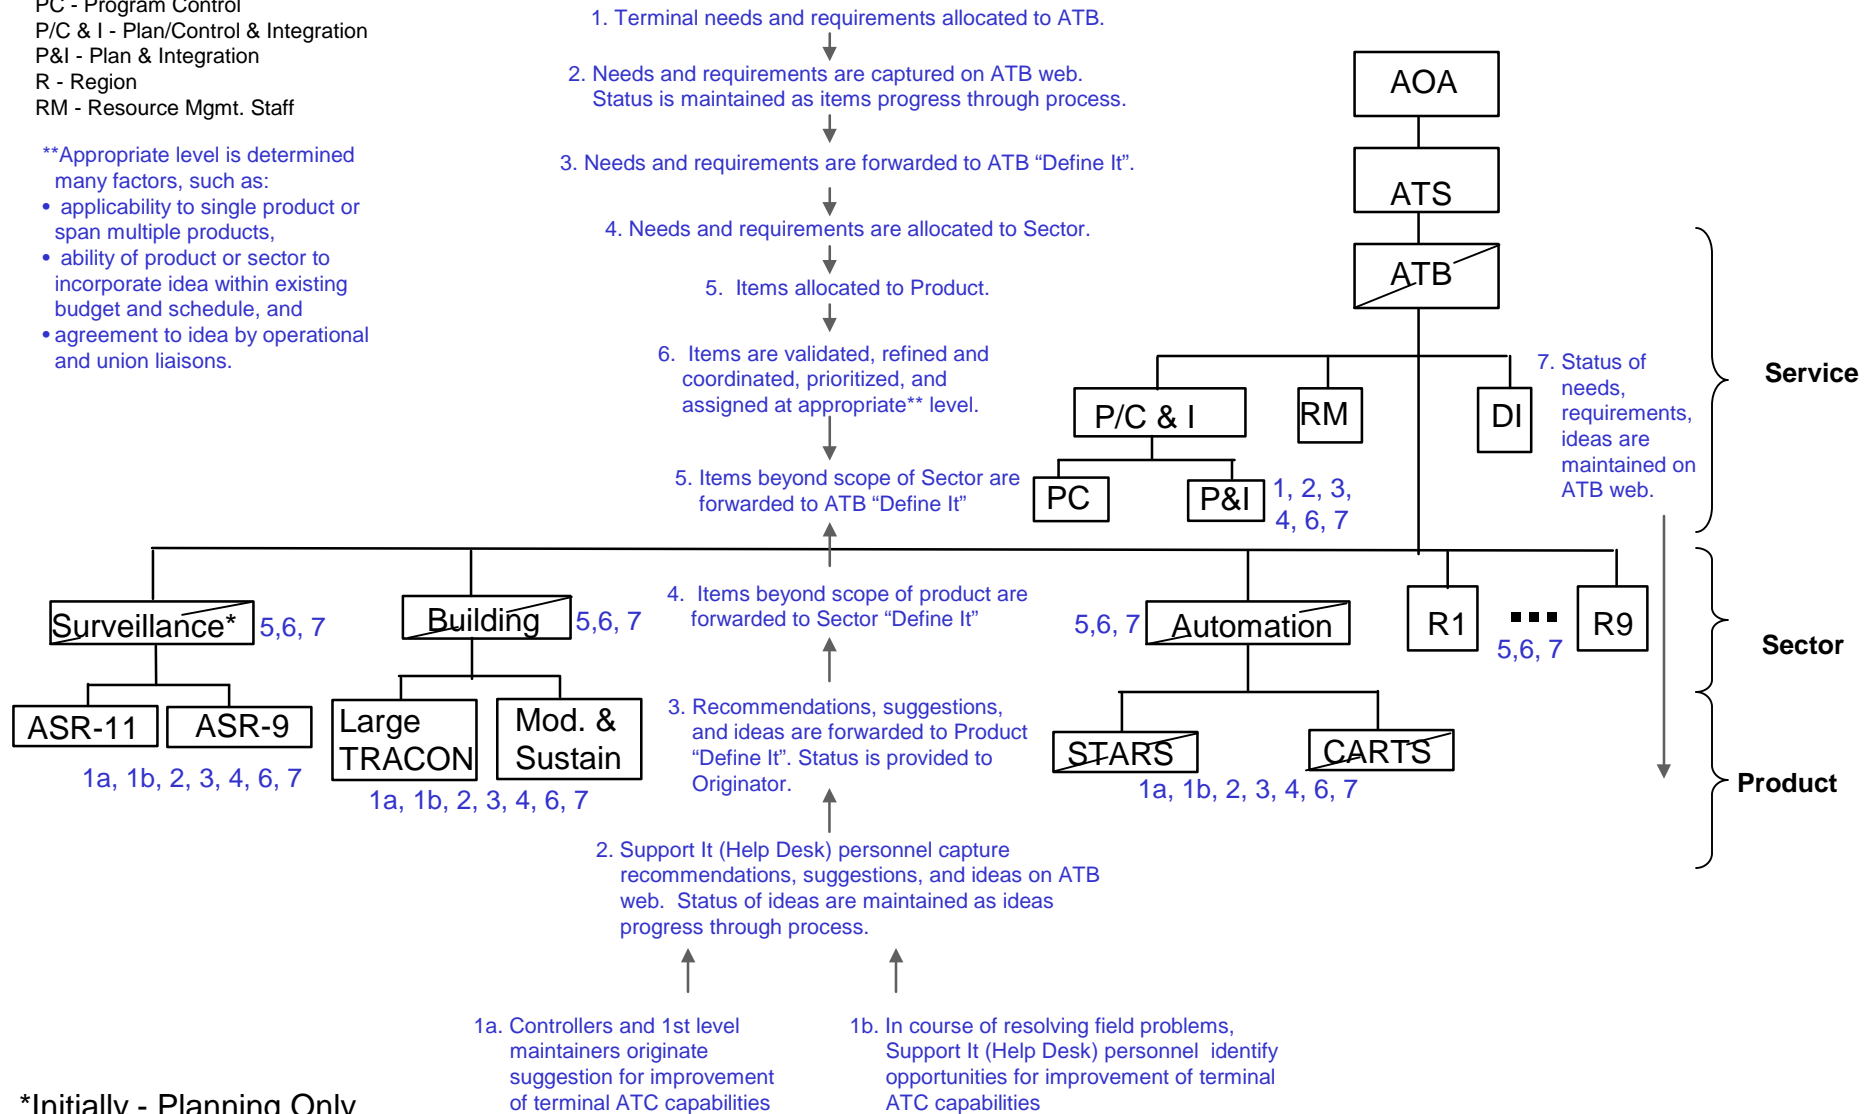 PC - Program Control
P/C & I - Plan/Control & Integration
P&I - Plan & Integration
R - Region
RM - Resource Mgmt. Staff
**Appropriate level is determined
many factors, such as:
• applicability to single product or
span multiple products,
• ability of product or sector to
incorporate idea within existing
budget and schedule, and
• agreement to idea by operational
and union liaisons.
1. Terminal needs and requirements allocated to ATB.
2. Needs and requirements are captured on ATB web.
Status is maintained as items progress through process.
3. Needs and requirements are forwarded to ATB “Define It”.
4. Needs and requirements are allocated to Sector.
5. Items allocated to Product.
6. Items are validated, refined and
coordinated, prioritized, and
assigned at appropriate** level.
5. Items beyond scope of Sector are
forwarded to ATB “Define It”
4. Items beyond scope of product are
forwarded to Sector “Define It”
3. Recommendations, suggestions,
and ideas are forwarded to Product
“Define It”. Status is provided to
Originator.
2. Support It (Help Desk) personnel capture
recommendations, suggestions, and ideas on ATB
web. Status of ideas are maintained as ideas
progress through process.
1a. Controllers and 1st level
maintainers originate
suggestion for improvement
of terminal ATC capabilities
1b. In course of resolving field problems,
Support It (Help Desk) personnel identify
opportunities for improvement of terminal
ATC capabilities
AOA
ATS
ATB
P/C & I
RM
DI
PC
P&I
1, 2, 3,
4, 6, 7
7. Status of
needs,
requirements,
ideas are
maintained on
ATB web.
Service
Surveillance*
5,6, 7
Building
5,6, 7
5,6, 7
Automation
R1
R9
5,6, 7
Sector
ASR-11
ASR-9
1a, 1b, 2, 3, 4, 6, 7
Large
TRACON
Mod. &
Sustain
1a, 1b, 2, 3, 4, 6, 7
STARS
CARTS
1a, 1b, 2, 3, 4, 6, 7
Product
*Initially - Planning Only